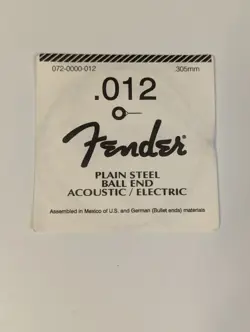 072-0000-012 .305mm
.012
Fender
PLAIN STEEL
BALL END
ACOUSTIC / ELECTRIC
Assembled in Mexico of U.S. and German (Bullet ends) materials